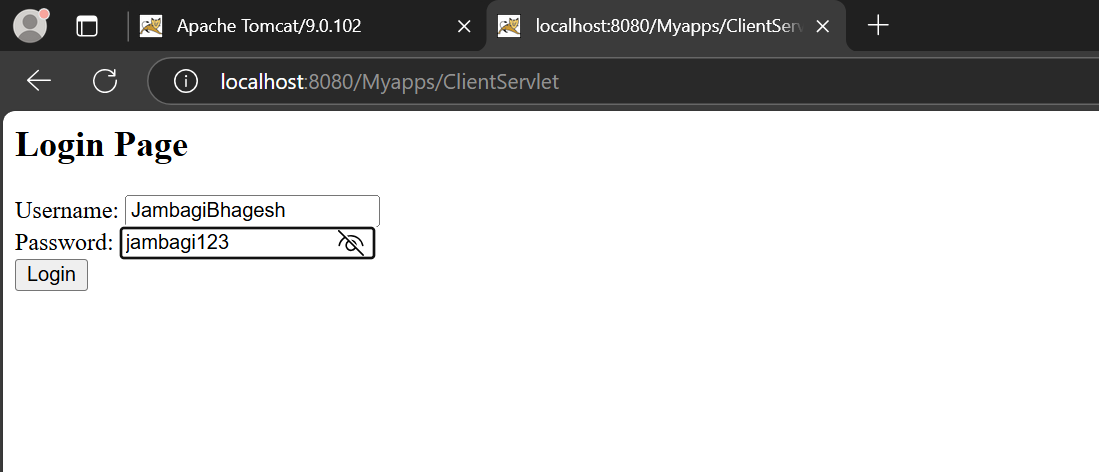 Apache Tomcat/9.0.102
localhost:8080/Myapps/ClientServ
localhost:8080/Myapps/ClientServlet
Login Page
Username: JambagiBhagesh
Password: jambagi123
Login